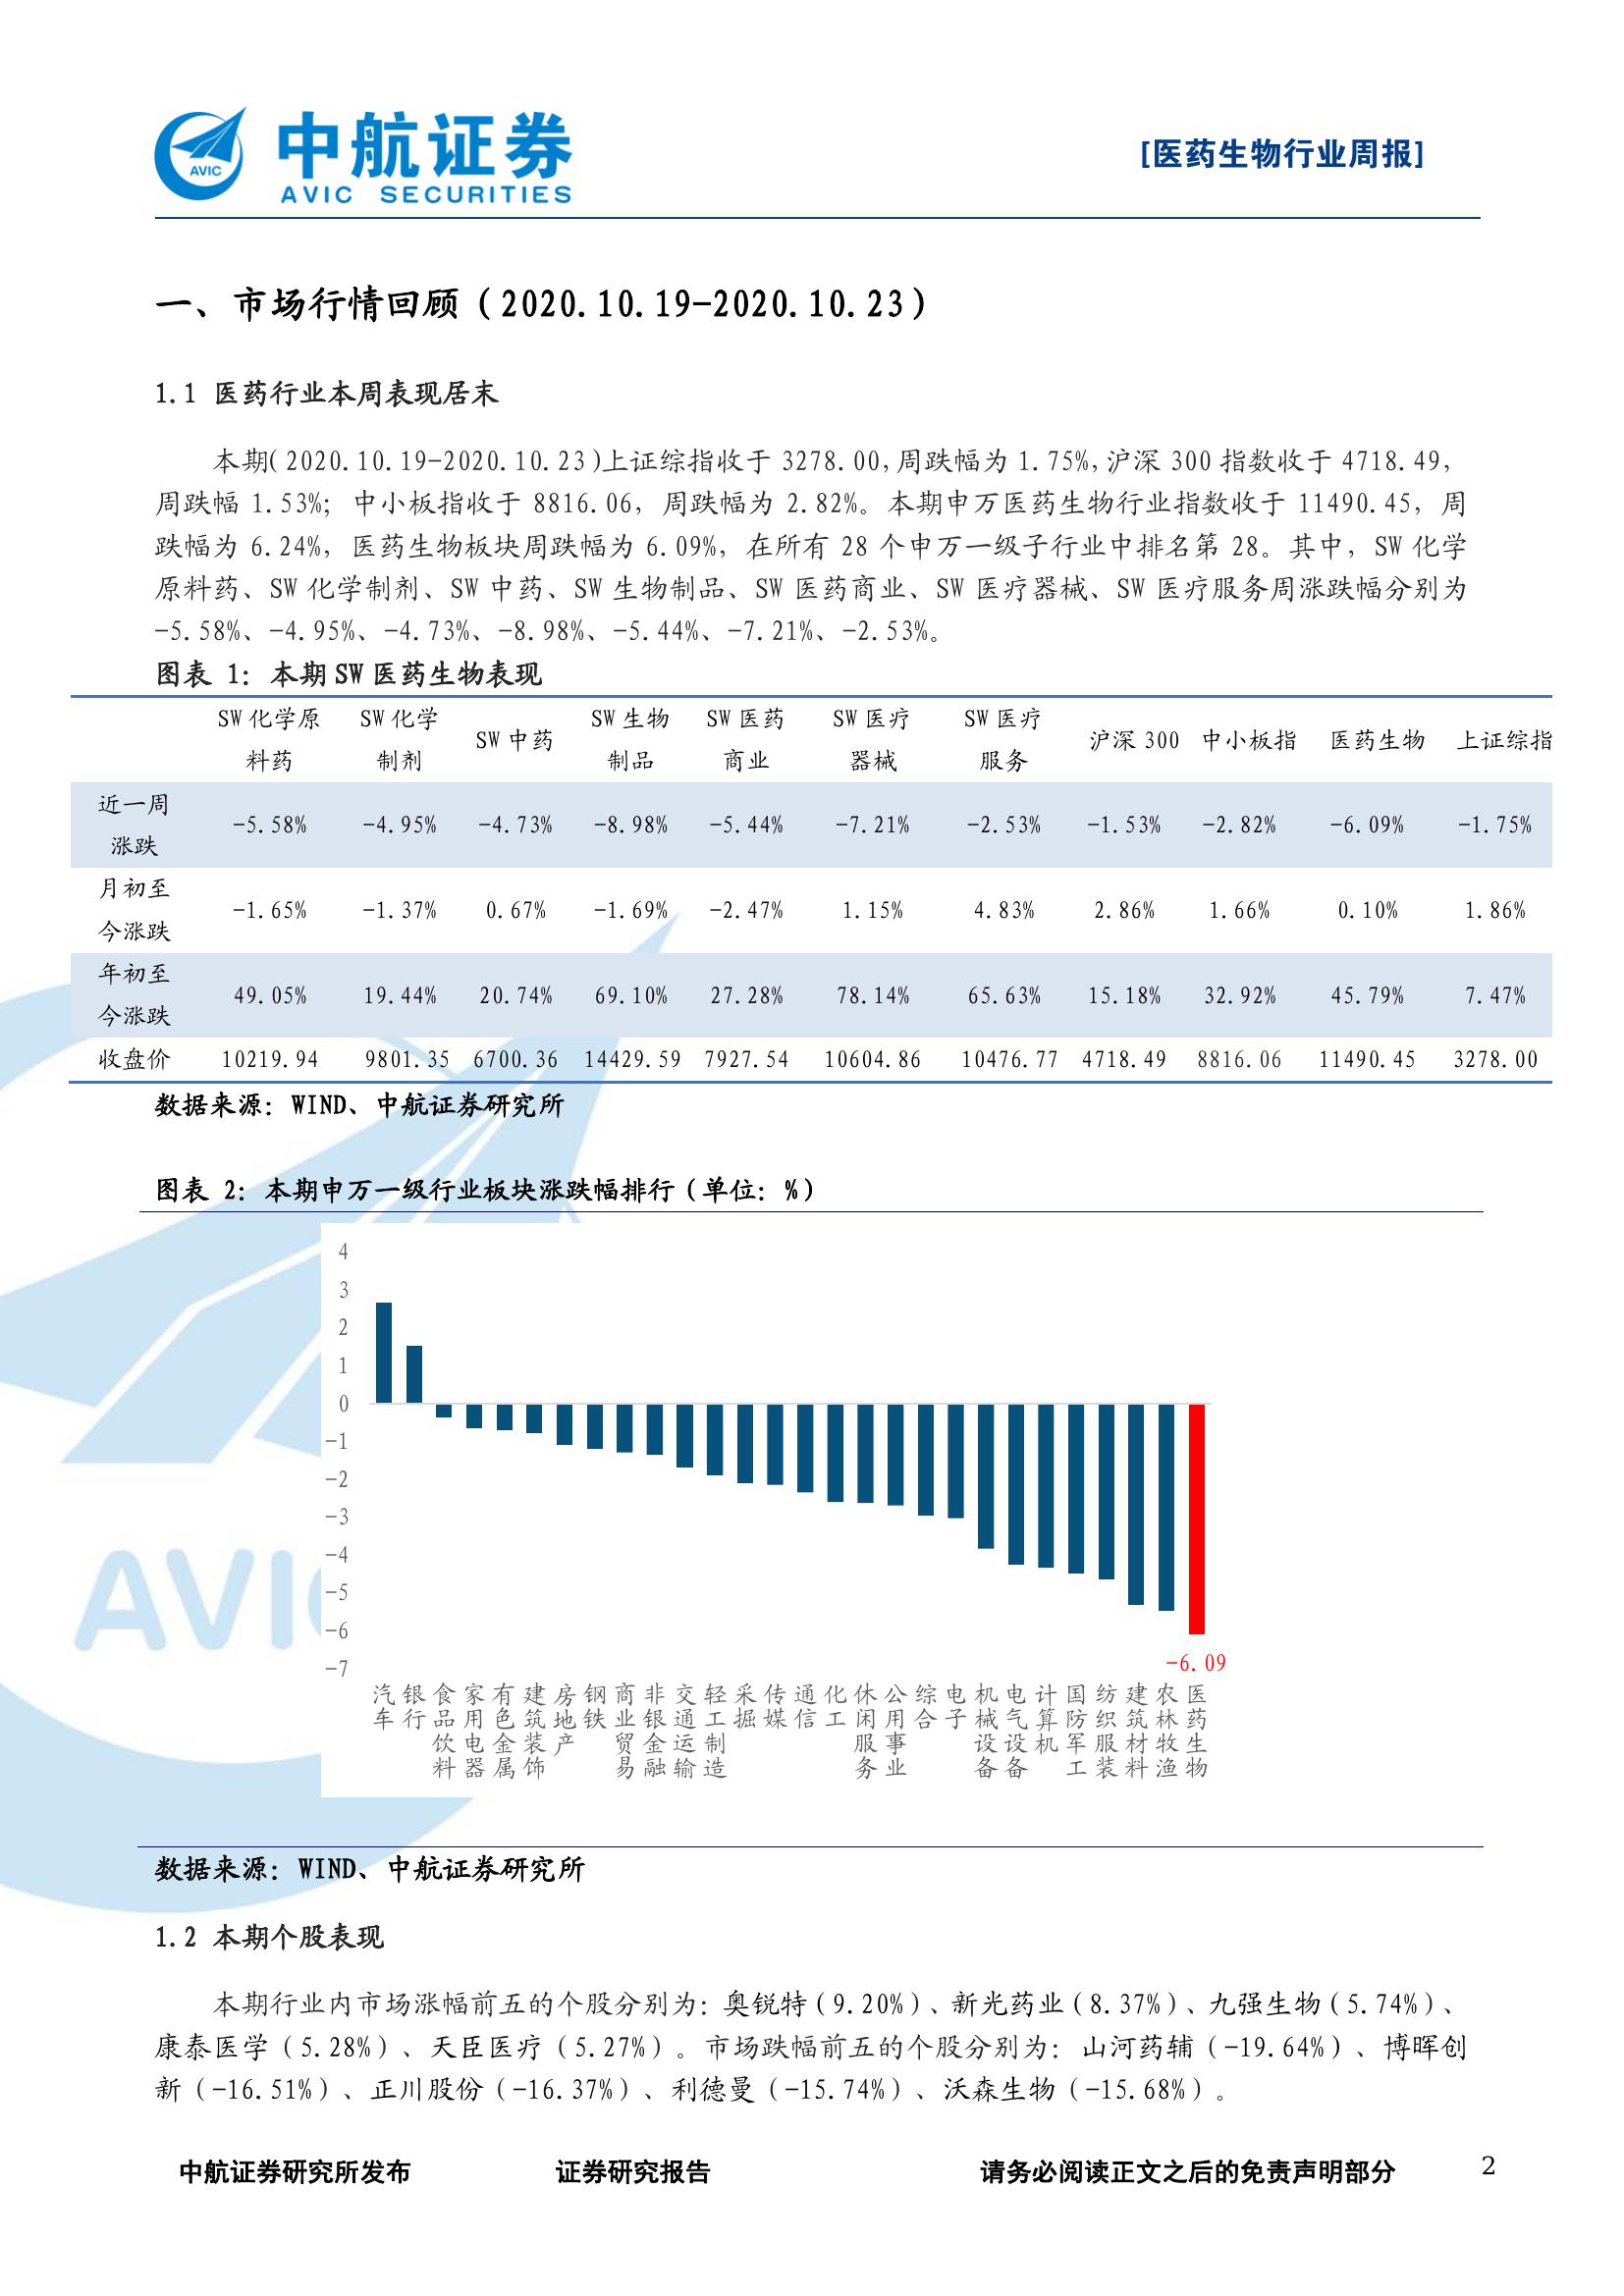 AVIC
中航证券
AVIC SECURITIES
[医药生物行业周报]
一、市场行情回顾（2020.10.19-2020.10.23）
1.1 医药行业本周表现居末
本期(2020.10.19-2020.10.23)上证综指收于 3278.00,周跌幅为 1.75%,沪深 300 指数收于 4718.49,
周跌幅 1.53%; 中小板指收于 8816.06, 周跌幅为 2.82%。本期申万医药生物行业指数收于 11490.45, 周
跌幅为 6.24%, 医药生物板块周跌幅为 6.09%, 在所有 28 个申万一级子行业中排名第 28。其中, SW 化学
原料药、SW 化学制剂、SW 中药、SW 生物制品、SW 医药商业、SW 医疗器械、SW 医疗服务周涨跌幅分别为
-5.58%、-4.95%、-4.73%、-8.98%、-5.44%、-7.21%、-2.53%。
图表 1: 本期 SW 医药生物表现
SW 化学原料药 SW 化学制剂 SW 中药 SW 生物制品 SW 医药商业 SW 医疗器械 SW 医疗服务 沪深 300 中小板指 医药生物 上证综指
近一周涨跌 -5.58% -4.95% -4.73% -8.98% -5.44% -7.21% -2.53% -1.53% -2.82% -6.09% -1.75%
月初至今涨跌 -1.65% -1.37% 0.67% -1.69% -2.47% 1.15% 4.83% 2.86% 1.66% 0.10% 1.86%
年初至今涨跌 49.05% 19.44% 20.74% 69.10% 27.28% 78.14% 65.63% 15.18% 32.92% 45.79% 7.47%
收盘价 10219.94 9801.35 6700.36 14429.59 7927.54 10604.86 10476.77 4718.49 8816.06 11490.45 3278.00
数据来源: WIND、中航证券研究所
图表 2: 本期申万一级行业板块涨跌幅排行（单位: %）
4
3
2
1
0
-1
-2
-3
-4
-5
-6
-7
-6.09
汽车 银行 食品饮料 家用电器 有色金属 建筑装饰 房地产 钢铁 商业贸易 非银金融 交通运输 轻工制造 采掘 传媒 通信 化工 休闲服务 公用事业 综合 电子 机械设备 电气设备 计算机 国防军工 纺织服装 建筑材料 农林牧渔 医药生物
AVIC
数据来源: WIND、中航证券研究所
1.2 本期个股表现
本期行业内市场涨幅前五的个股分别为: 奥锐特（9.20%）、新光药业（8.37%）、九强生物（5.74%）、
康泰医学（5.28%）、天臣医疗（5.27%）。市场跌幅前五的个股分别为: 山河药辅（-19.64%）、博晖创
新（-16.51%）、正川股份（-16.37%）、利德曼（-15.74%）、沃森生物（-15.68%）。
中航证券研究所发布 证券研究报告 请务必阅读正文之后的免责声明部分 2